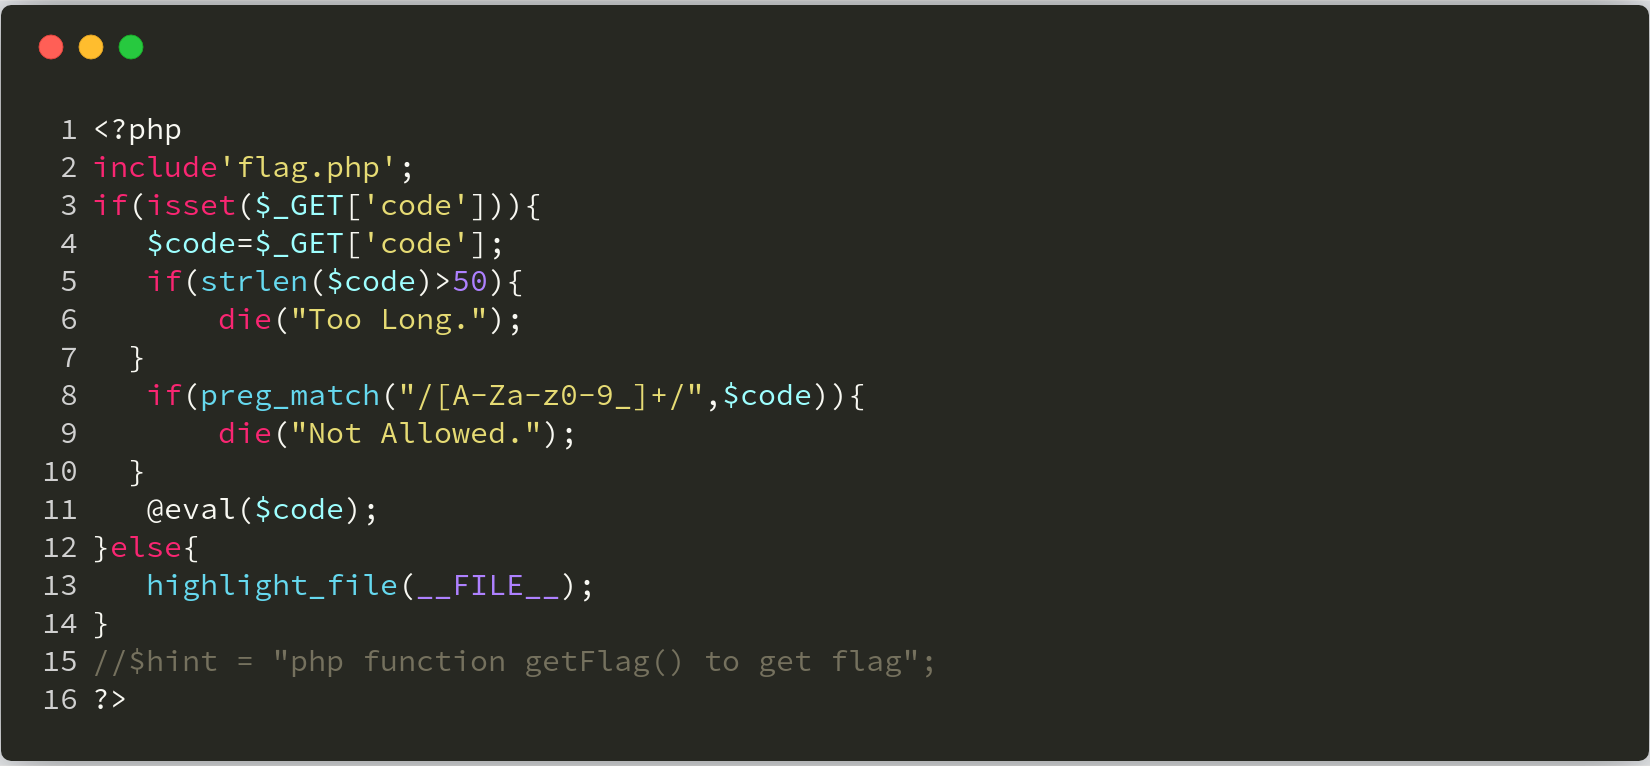 1 <?php
2 include'flag.php';
3 if(isset($_GET['code'])){
4    $code=$_GET['code'];
5    if(strlen($code)>50){
6        die("Too Long.");
7   }
8    if(preg_match("/[A-Za-z0-9_]+/",$code)){
9        die("Not Allowed.");
10   }
11    @eval($code);
12 }else{
13    highlight_file(__FILE__);
14 }
15 //$hint = "php function getFlag() to get flag";
16 ?>